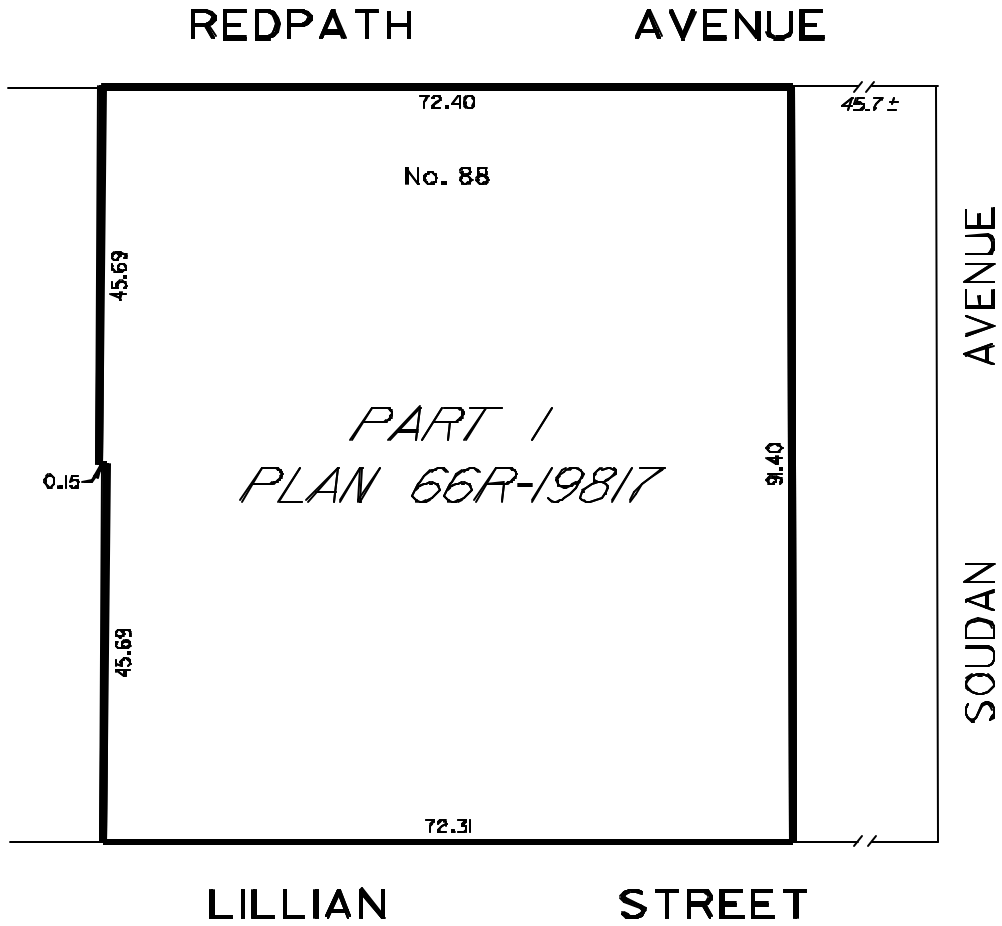 REDPATH AVENUE
72.40
45.7 ±
No. 88
45.69
AVENUE
PART 1
PLAN 66R-19817
0.15
91.40
45.69
SOUDAN
72.31
LILLIAN STREET